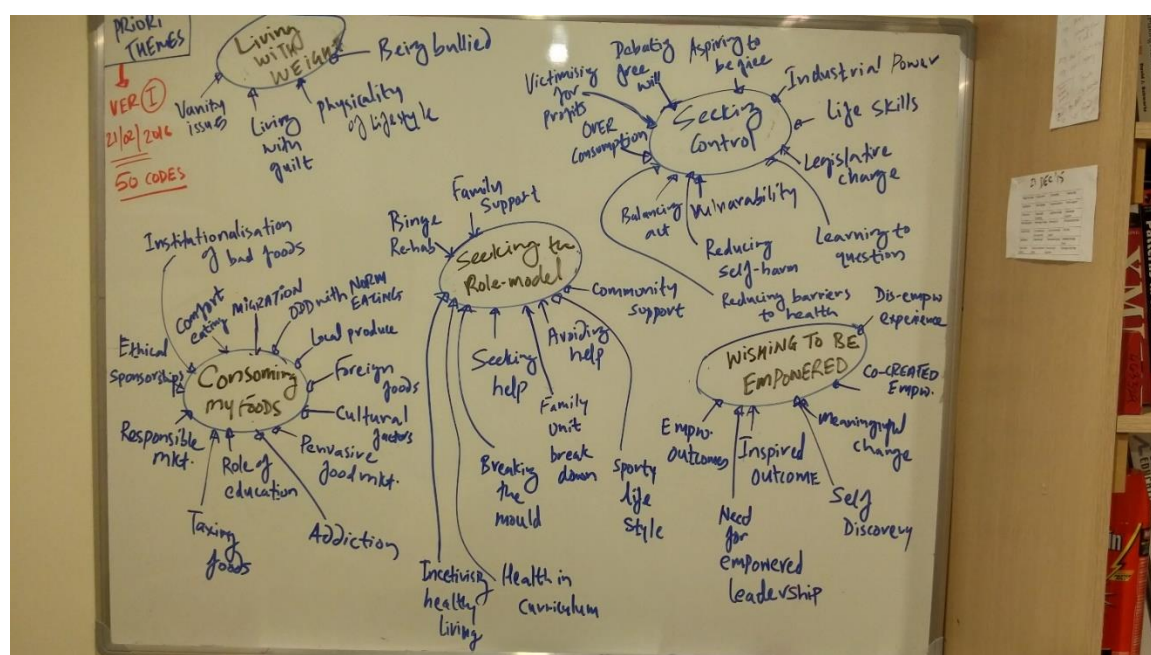 PRIORI
THEMES
VER I
21/02/2016
50 CODES
Living
WITH
WEIGHT
Being bullied
Physicality
of Lifestyle
Living
with
guilt
Vanity
issues
Seeking
Control
Victimising
for
Profits
Debating
free
will
Aspiring to
be free
Industrial Power
Life Skills
Legislative
change
Learning to
question
Vulnarability
Reducing
self-harm
Balancing
act
Reducing barriers
to health
OVER
Consumption
Seeking to
Role-model
Binge
Re-hab
Family
Support
Community
support
Avoiding
help
Sporty
life
style
Family
unit
break
down
Seeking
help
Breaking
the
mould
Health in
Curriculum
Incetivising
healthy
living
Consuming
my FOODS
Institutionalisation
of bad foods
Comfort
eating
MIGRATION
ODD with NORM
EATINGS
Local produce
Foreign
foods
Cultural
factors
Pervasive
food mkt.
Addiction
Role of
education
Taxing
foods
Responsible
mkt.
Ethical
Sponsorships
WISHING TO BE
EMPOWERED
Dis-empw
experience
CO-CREATED
Empw.
Meaningful
change
Self
Discovery
Inspired
OUTCOME
Need
for
empowered
leadership
Empw.
Outcomes